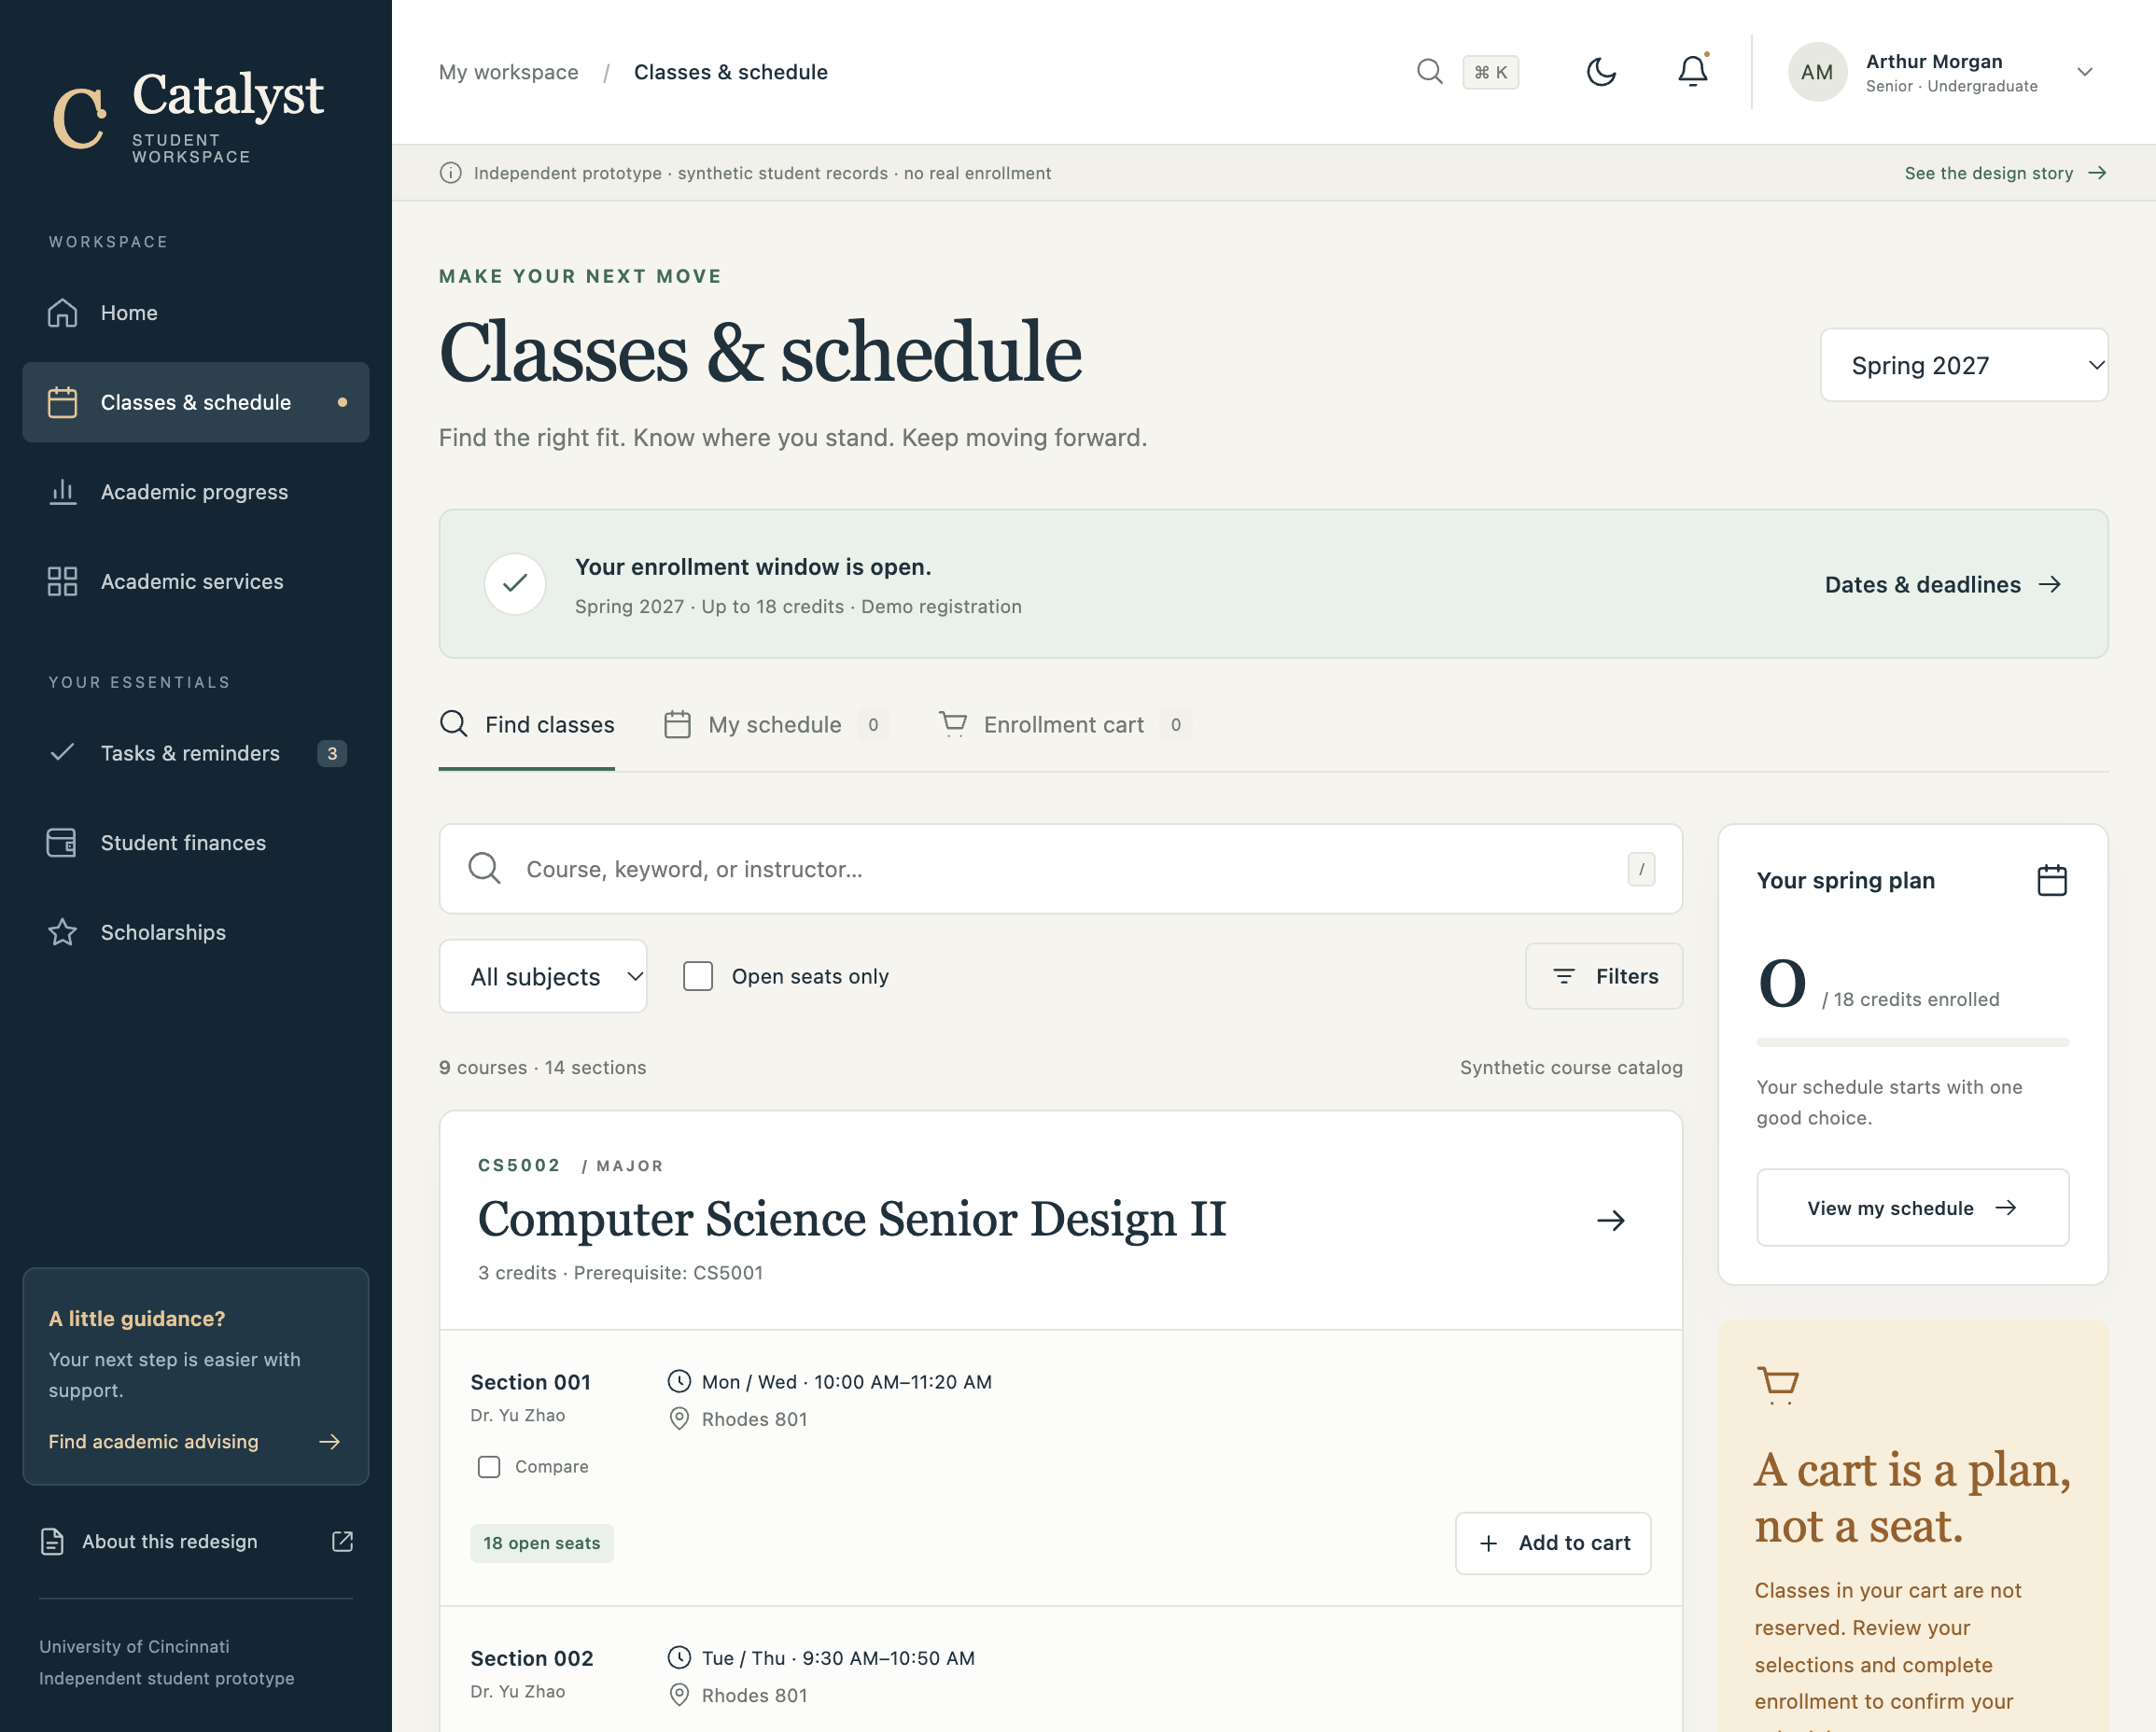 C Catalyst
STUDENT
WORKSPACE
WORKSPACE
Home
Classes & schedule
Academic progress
Academic services
YOUR ESSENTIALS
Tasks & reminders 3
Student finances
Scholarships
A little guidance?
Your next step is easier with
support.
Find academic advising
About this redesign
University of Cincinnati
Independent student prototype
My workspace / Classes & schedule
⌘ K
AM
Arthur Morgan
Senior · Undergraduate
Independent prototype · synthetic student records · no real enrollment
See the design story
MAKE YOUR NEXT MOVE
Classes & schedule
Find the right fit. Know where you stand. Keep moving forward.
Spring 2027
Your enrollment window is open.
Spring 2027 · Up to 18 credits · Demo registration
Dates & deadlines
Find classes
My schedule 0
Enrollment cart 0
Course, keyword, or instructor...
/
All subjects
Open seats only
Filters
9 courses · 14 sections
Synthetic course catalog
CS5002 / MAJOR
Computer Science Senior Design II
3 credits · Prerequisite: CS5001
Section 001
Dr. Yu Zhao
Mon / Wed · 10:00 AM–11:20 AM
Rhodes 801
Compare
18 open seats
Add to cart
Section 002
Dr. Yu Zhao
Tue / Thu · 9:30 AM–10:50 AM
Rhodes 801
Your spring plan
0 / 18 credits enrolled
Your schedule starts with one
good choice.
View my schedule
A cart is a plan,
not a seat.
Classes in your cart are not
reserved. Review your
selections and complete
enrollment to confirm your